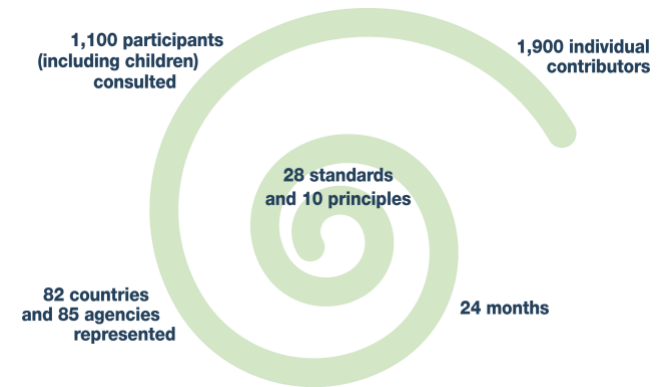 1,100 participants
(including children)
consulted
1,900 individual
contributors
28 standards
and 10 principles
82 countries
and 85 agencies
represented
24 months